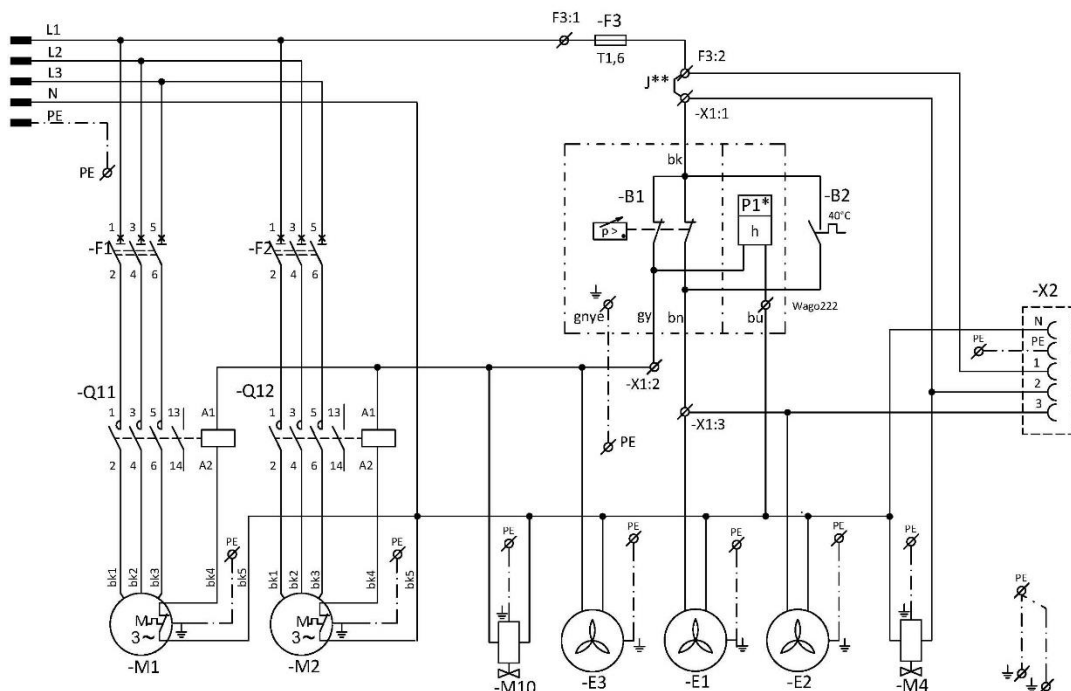 L1
L2
L3
N
PE
PE
F3:1
-F3
T1,6
F3:2
J**
-X1:1
bk
-B1
p >
P1*
h
-B2
40°C
Wago222
gnye
gy
bn
bu
-X2
N
PE
1
2
3
PE
-F1
1 3 5
2 4 6
-F2
1 3 5
2 4 6
-X1:2
-X1:3
PE
-Q11
1 3 5 13 A1
2 4 6 14 A2
-Q12
1 3 5 13 A1
2 4 6 14 A2
bk1 bk2 bk3 bk4 bk5
PE
bk1 bk2 bk3 bk4 bk5
PE
PE
PE
PE
PE
PE
PE
M
3~
M
3~
-M1
-M2
-M10
-E3
-E1
-E2
-M4